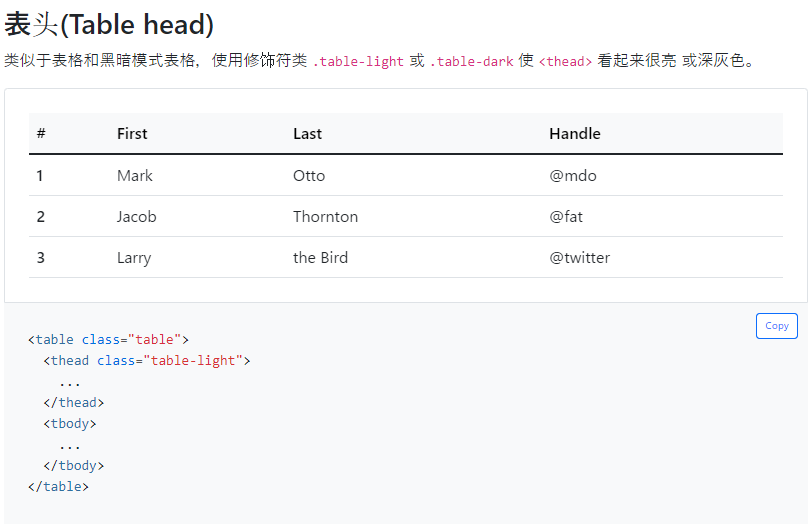 表头(Table head)
类似于表格和黑暗模式表格，使用修饰符类 .table-light 或 .table-dark 使 <thead> 看起来很亮 或深灰色。
# First Last Handle
1 Mark Otto @mdo
2 Jacob Thornton @fat
3 Larry the Bird @twitter
Copy
<table class="table">
<thead class="table-light">
...
</thead>
<tbody>
...
</tbody>
</table>